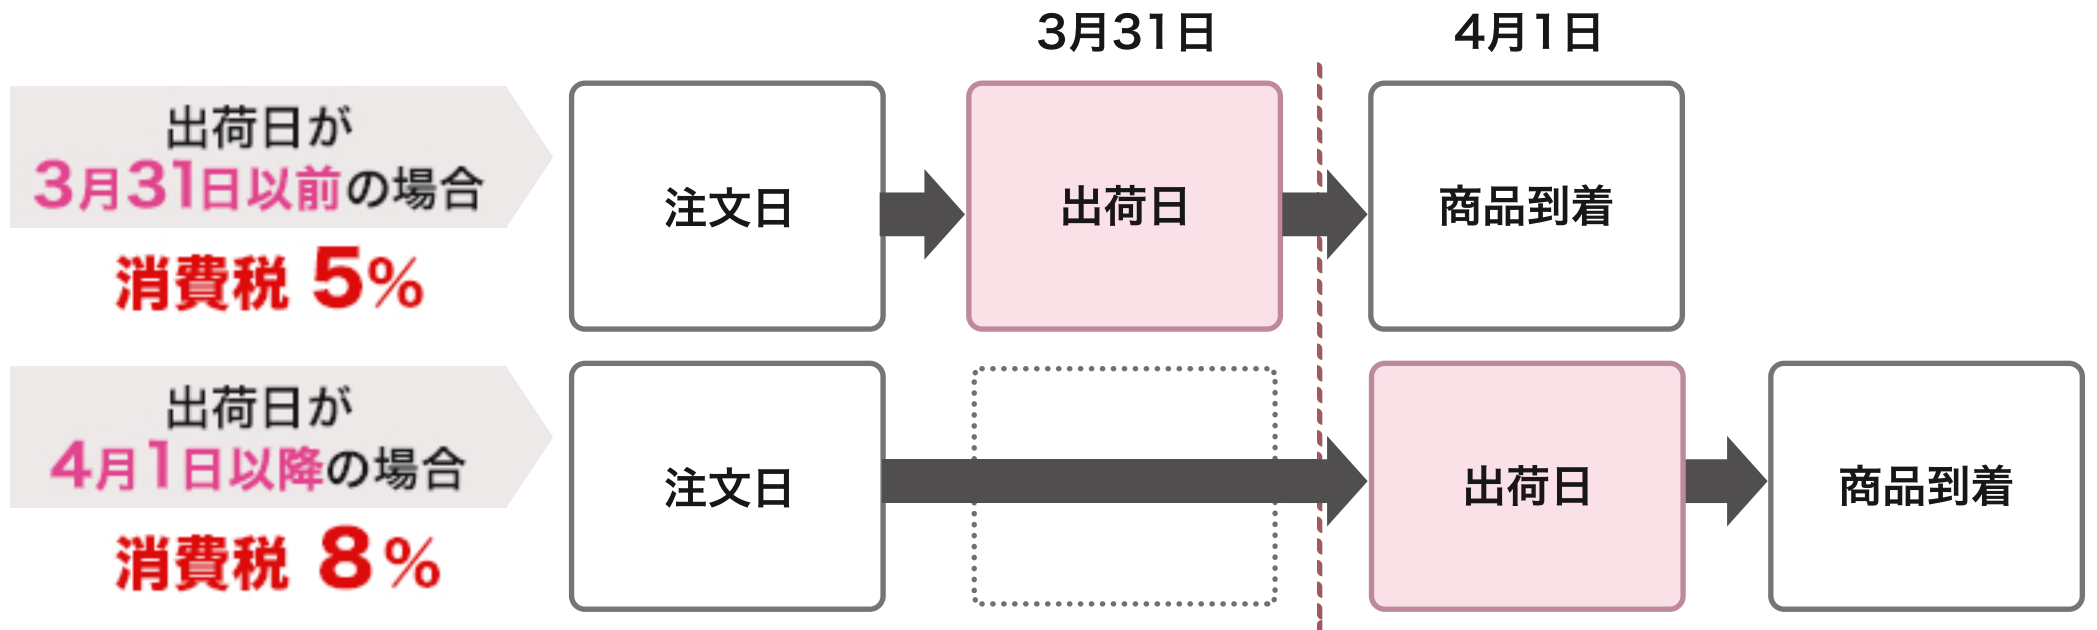 3月31日
4月1日
出荷日が
3月31日以前の場合
消費税 5%
注文日
出荷日
商品到着
出荷日が
4月1日以降の場合
消費税 8%
注文日
出荷日
商品到着